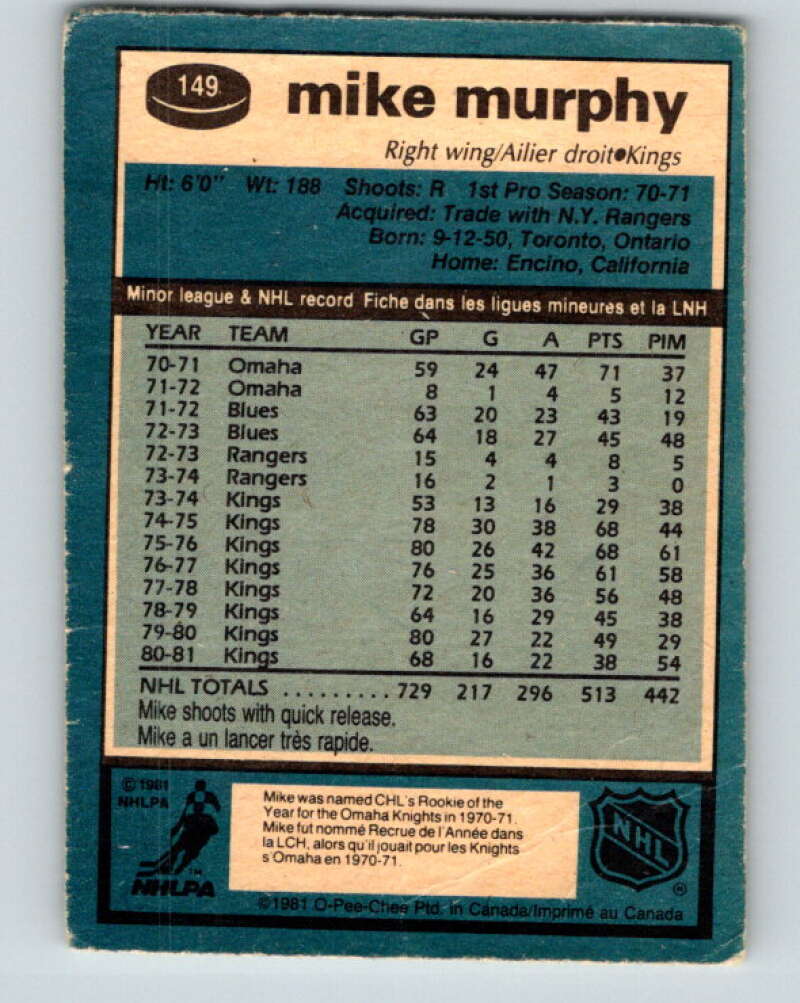 149
mike murphy
Right wing/Ailier droit•Kings
Ht: 6'0" Wt: 188 Shoots: R 1st Pro Season: 70-71
Acquired: Trade with N.Y. Rangers
Born: 9-12-50, Toronto, Ontario
Home: Encino, California
Minor league & NHL record Fiche dans les ligues mineures et la LNH
YEAR TEAM GP G A PTS PIM
70-71 Omaha 59 24 47 71 37
71-72 Omaha 8 1 4 5 12
71-72 Blues 63 20 23 43 19
72-73 Blues 64 18 27 45 48
72-73 Rangers 15 4 4 8 5
73-74 Rangers 16 2 1 3 0
73-74 Kings 53 13 16 29 38
74-75 Kings 78 30 38 68 44
75-76 Kings 80 26 42 68 61
76-77 Kings 76 25 36 61 58
77-78 Kings 72 20 36 56 48
78-79 Kings 64 16 29 45 38
79-80 Kings 80 27 22 49 29
80-81 Kings 68 16 22 38 54
NHL TOTALS .......... 729 217 296 513 442
Mike shoots with quick release.
Mike a un lancer très rapide.
© 1981
NHLPA
TM
NHLPA
Mike was named CHL's Rookie of the
Year for the Omaha Knights in 1970-71.
Mike fut nommé Recrue de l'Année dans
la LCH, alors qu'il jouait pour les Knights
s'Omaha en 1970-71.
NHL
®
©1981 O-Pee-Chee Ptd. in Canada/Imprimé au Canada